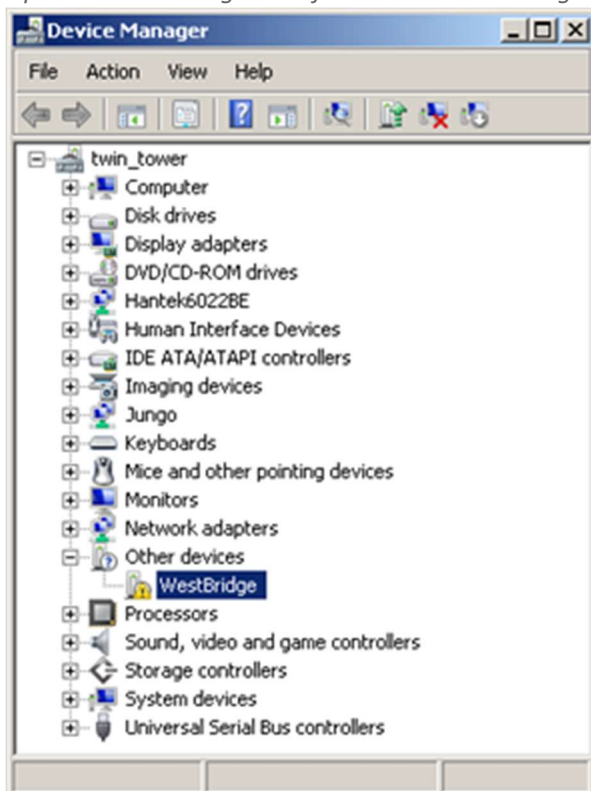 Device Manager
File Action View Help
twin_tower
Computer
Disk drives
Display adapters
DVD/CD-ROM drives
Hantek6022BE
Human Interface Devices
IDE ATA/ATAPI controllers
Imaging devices
Jungo
Keyboards
Mice and other pointing devices
Monitors
Network adapters
Other devices
WestBridge
Processors
Sound, video and game controllers
Storage controllers
System devices
Universal Serial Bus controllers